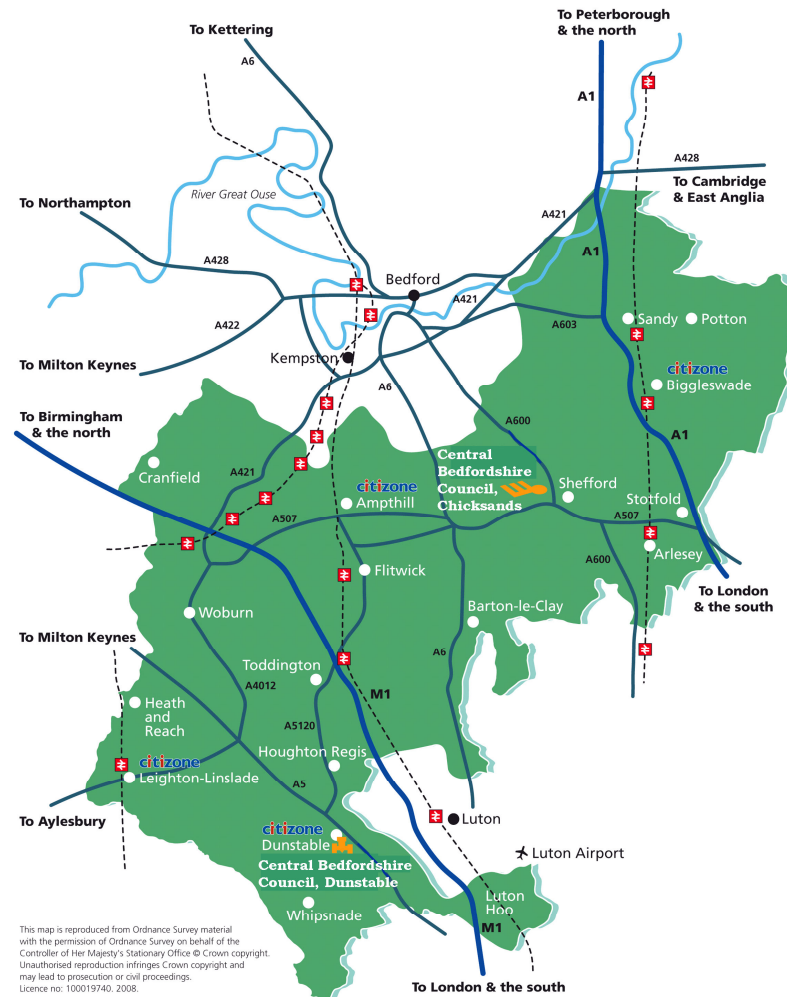 To Peterborough
& the north
To Kettering
A6
A1
A428
To Cambridge
& East Anglia
River Great Ouse
To Northampton
A421
A1
A428
Bedford
A421
A422
A603
Sandy
Potton
Kempston
To Milton Keynes
A6
citizone
Biggleswade
To Birmingham
& the north
A600
A1
Central
Bedfordshire
Council,
Chicksands
Cranfield
A421
citizone
Ampthill
Shefford
Stotfold
A507
A507
Arlesey
A600
Flitwick
To London
& the south
Woburn
Barton-le-Clay
To Milton Keynes
Toddington
A6
A4012
M1
Heath
and
Reach
A5120
Houghton Regis
citizone
Leighton-Linslade
A5
To Aylesbury
Luton
citizone
Dunstable
Luton Airport
Central Bedfordshire
Council, Dunstable
Luton
Hoo
Whipsnade
M1
This map is reproduced from Ordnance Survey material
with the permission of Ordnance Survey on behalf of the
Controller of Her Majesty's Stationary Office © Crown copyright.
Unauthorised reproduction infringes Crown copyright and
may lead to prosecution or civil proceedings.
Licence no: 100019740. 2008.
To London & the south